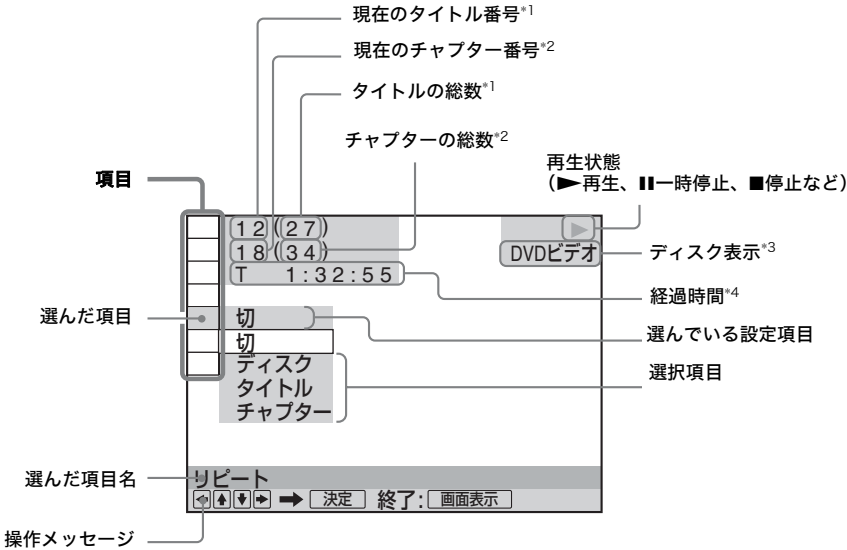 現在のタイトル番号*1
現在のチャプター番号*2
タイトルの総数*1
チャプターの総数*2
再生状態
(▶再生、▮▮一時停止、■停止など)
項目
12(27)
18(34)
T 1:32:55
▶
DVDビデオ
ディスク表示*3
経過時間*4
選んだ項目
切
選んでいる設定項目
切
ディスク
タイトル
チャプター
選択項目
選んだ項目名
リピート
←↑↓→ ➡ 決定 終了: 画面表示
操作メッセージ